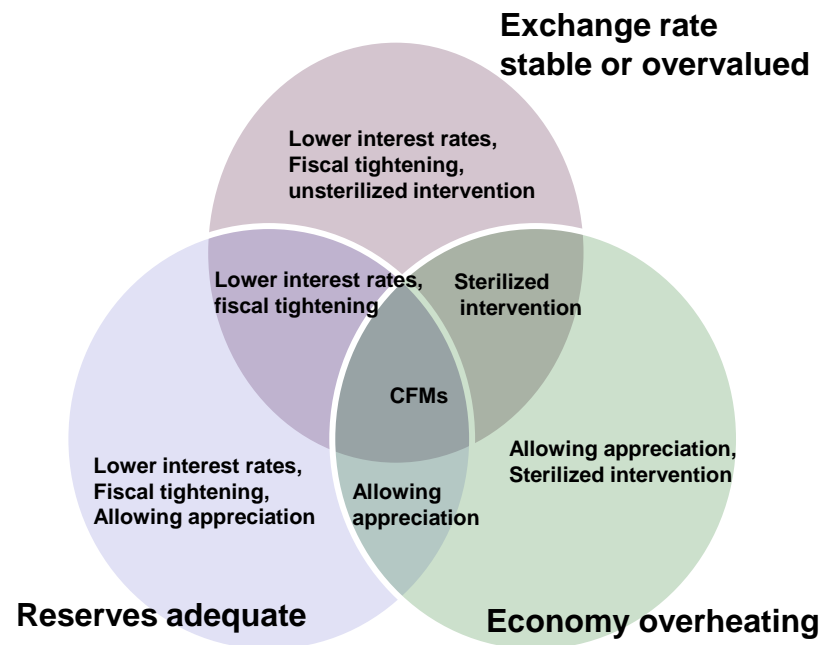 Exchange rate
stable or overvalued
Lower interest rates,
Fiscal tightening,
unsterilized intervention
Lower interest rates,
fiscal tightening
Sterilized
intervention
CFMs
Lower interest rates,
Fiscal tightening,
Allowing appreciation
Allowing
appreciation
Allowing appreciation,
Sterilized intervention
Reserves adequate
Economy overheating